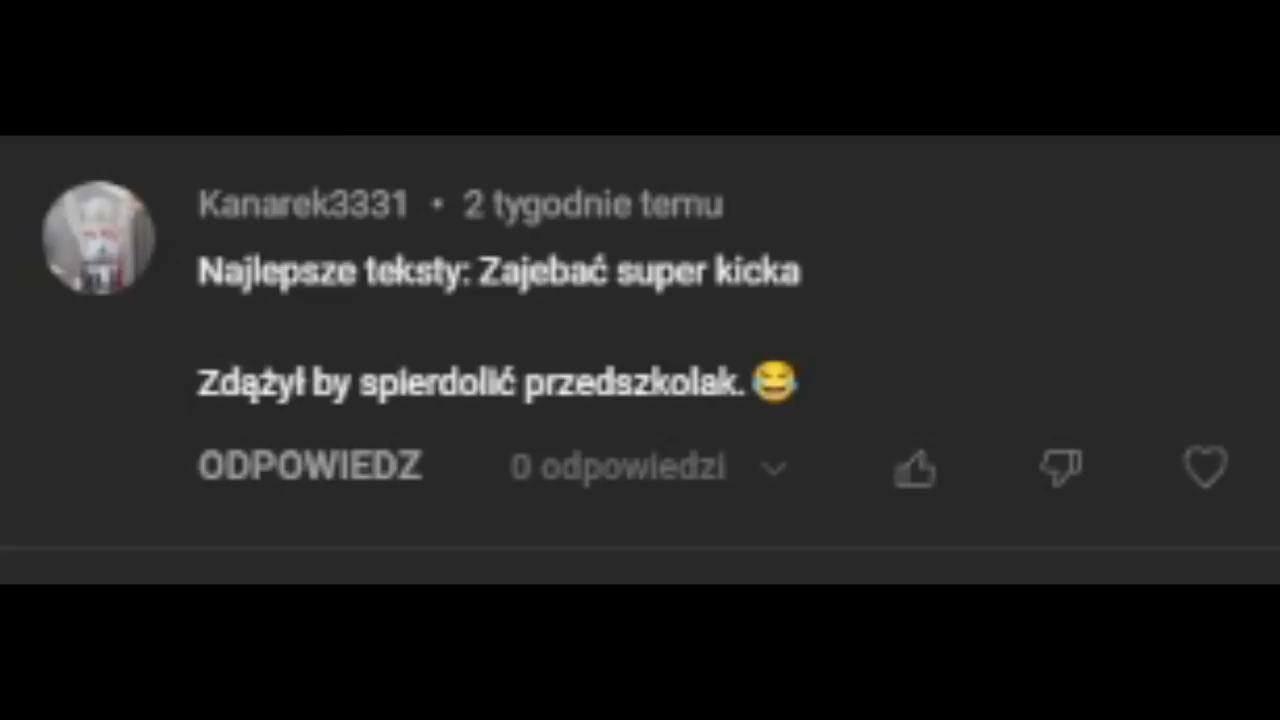 Kanarek3331 • 2 tygodnie temu
Najlepsze teksty: Zajebać super kicka
Zdążył by spierdolić przedszkolak. 😂
ODPOWIEDZ 0 odpowiedzi